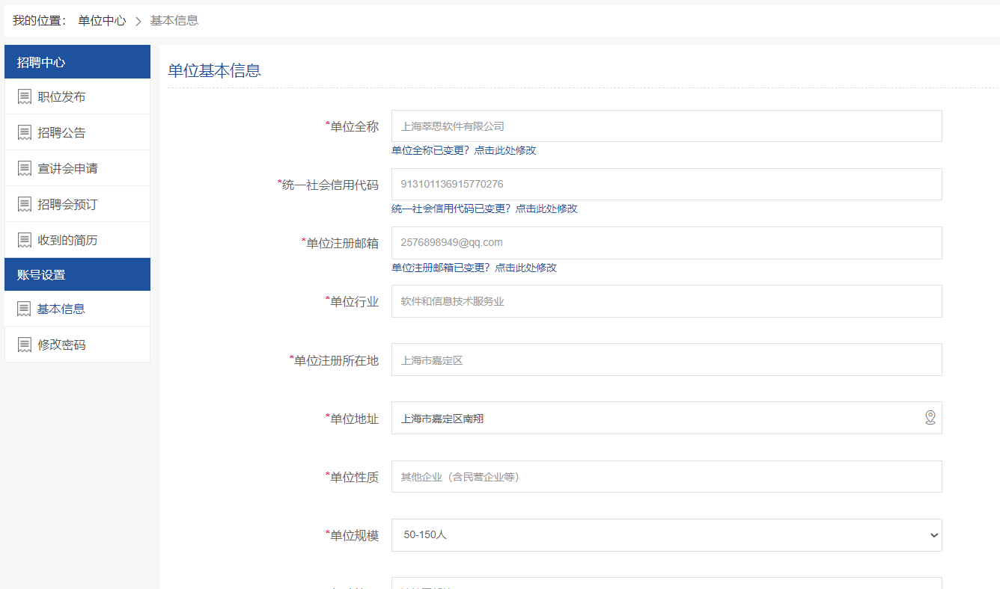 我的位置： 单位中心 > 基本信息
招聘中心
职位发布
招聘公告
宣讲会申请
招聘会预订
收到的简历
账号设置
基本信息
修改密码
单位基本信息
*单位全称 上海萃思软件有限公司
单位全称已变更？点击此处修改
*统一社会信用代码 913101136915770276
统一社会信用代码已变更？点击此处修改
*单位注册邮箱 2576898949@qq.com
单位注册邮箱已变更？点击此处修改
*单位行业 软件和信息技术服务业
*单位注册所在地 上海市嘉定区
*单位地址 上海市嘉定区南翔
*单位性质 其他企业（含民营企业等）
*单位规模 50-150人